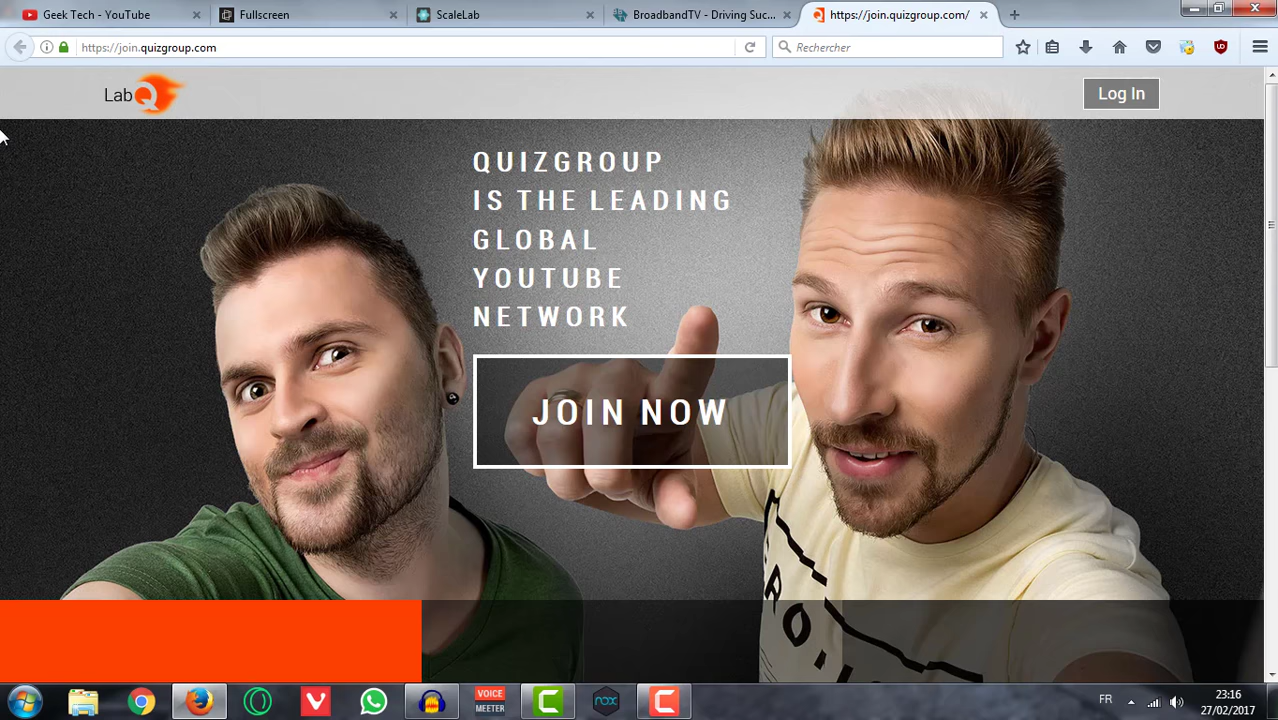 Geek Tech - YouTube
Fullscreen
ScaleLab
BroadbandTV - Driving Suc...
https://join.quizgroup.com/
https://join.quizgroup.com
Rechercher
Lab Q
Log In
QUIZGROUP
IS THE LEADING
GLOBAL
YOUTUBE
NETWORK
JOIN NOW
VOICE
MEETER
nox
FR
23:16
27/02/2017